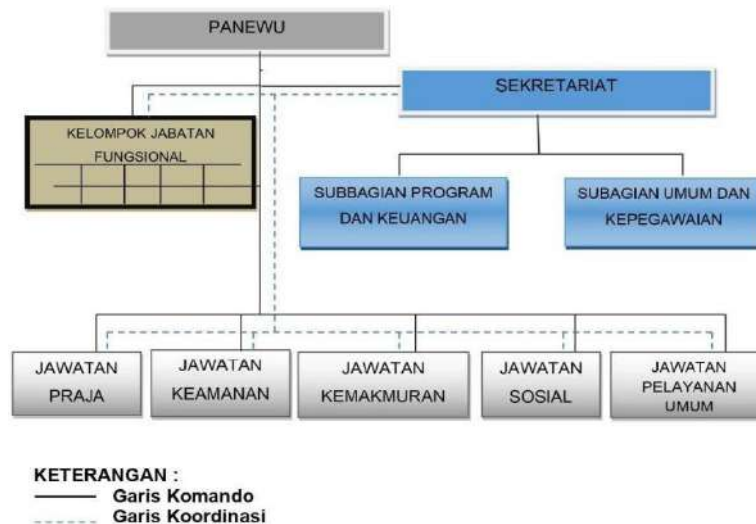 PANEWU
SEKRETARIAT
KELOMPOK JABATAN
FUNGSIONAL
SUBBAGIAN PROGRAM
DAN KEUANGAN
SUBAGIAN UMUM DAN
KEPEGAWAIAN
JAWATAN
PRAJA
JAWATAN
KEAMANAN
JAWATAN
KEMAKMURAN
JAWATAN
SOSIAL
JAWATAN
PELAYANAN
UMUM
KETERANGAN :
Garis Komando
Garis Koordinasi